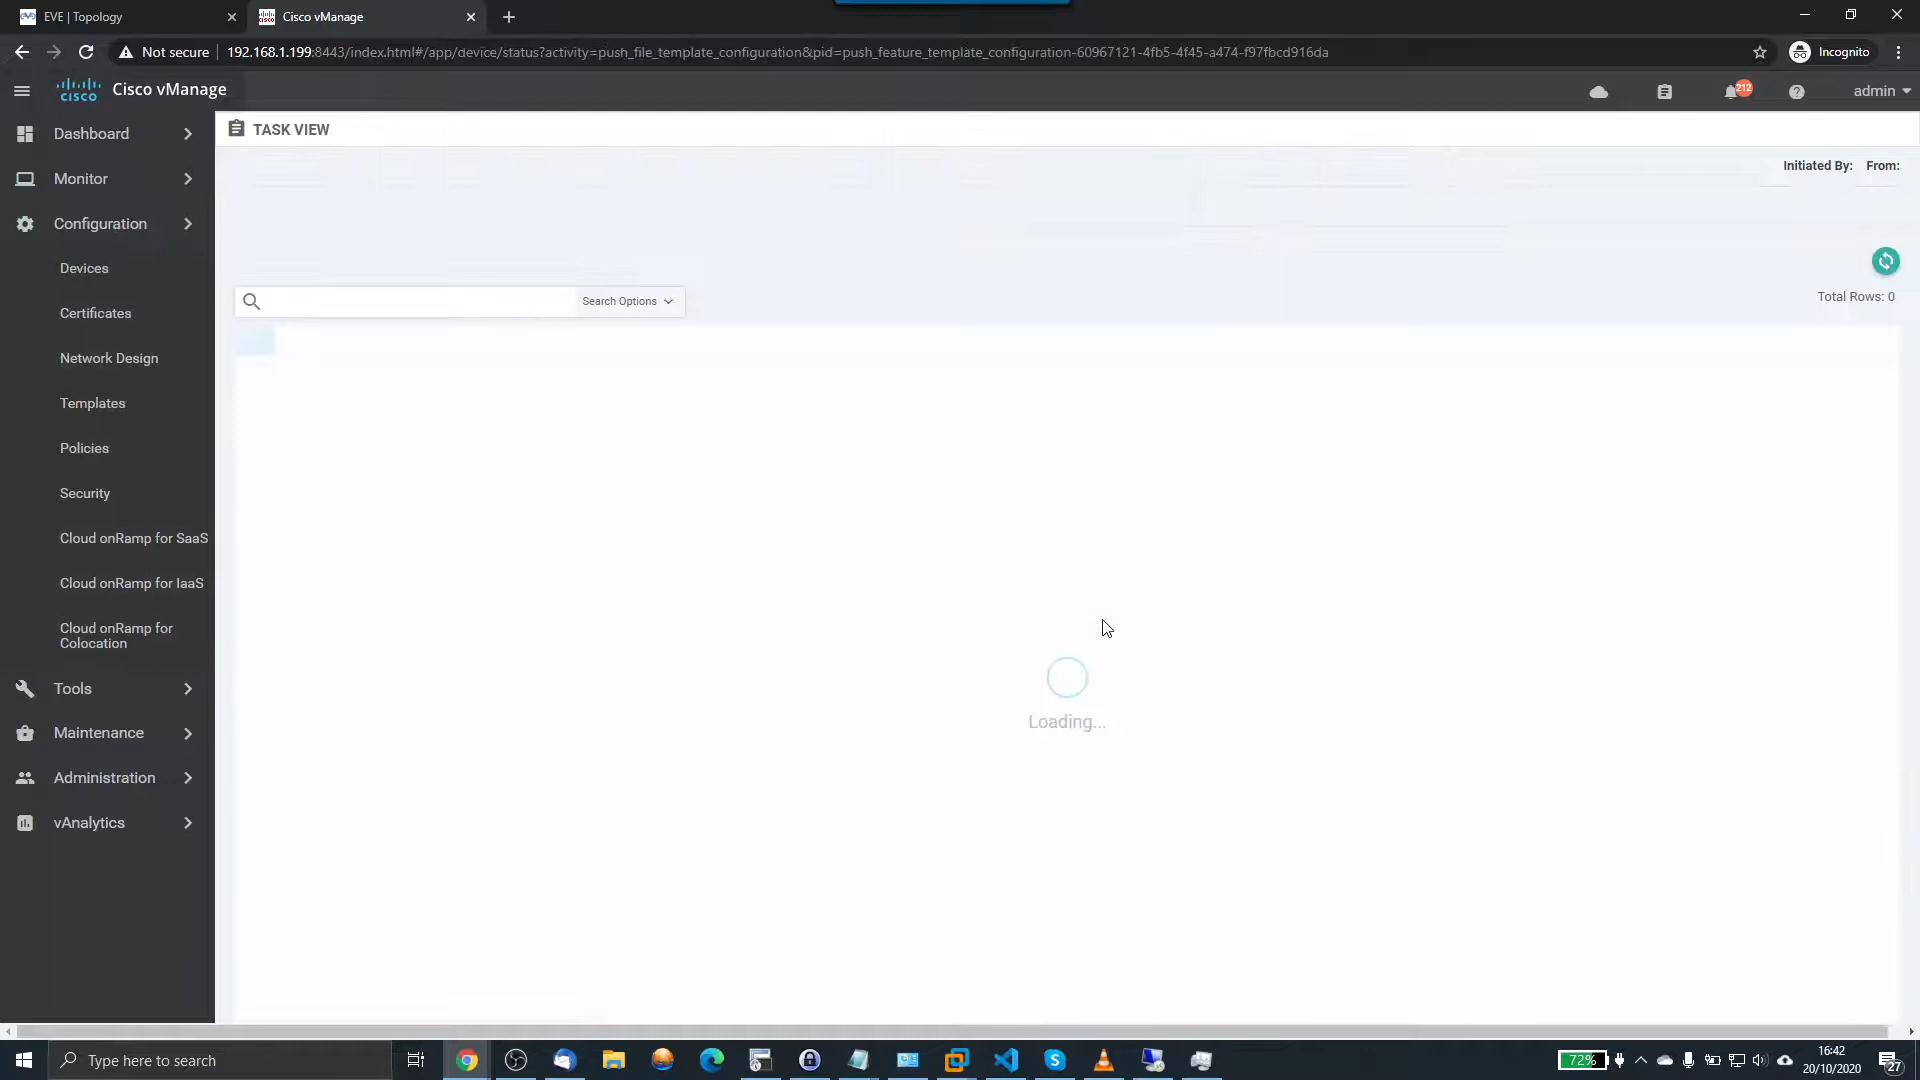 EVE | Topology
Cisco vManage
Not secure
192.168.1.199:8443/index.html#/app/device/status?activity=push_file_template_configuration&pid=push_feature_template_configuration-60967121-4fb5-4f45-a474-f97fbcd916da
Incognito
cisco
Cisco vManage
212
admin
Dashboard
TASK VIEW
Initiated By: From:
Monitor
Configuration
Devices
Search Options
Total Rows: 0
Certificates
Network Design
Templates
Policies
Security
Cloud onRamp for SaaS
Cloud onRamp for IaaS
Cloud onRamp for
Colocation
Tools
Loading...
Maintenance
Administration
vAnalytics
Type here to search
72%
16:42
20/10/2020
27